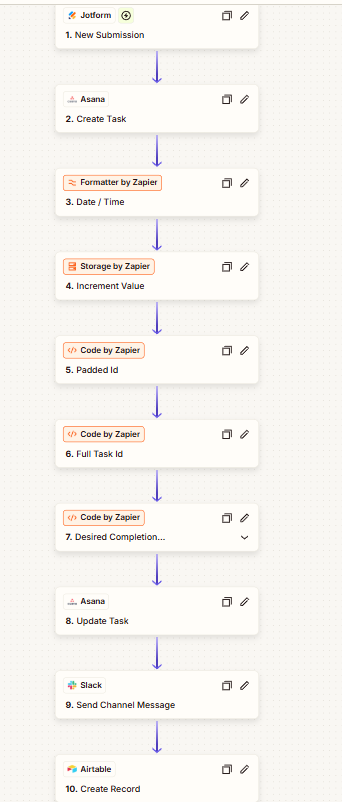 Jotform
1. New Submission
Asana
2. Create Task
Formatter by Zapier
3. Date / Time
Storage by Zapier
4. Increment Value
Code by Zapier
5. Padded Id
Code by Zapier
6. Full Task Id
Code by Zapier
7. Desired Completion...
Asana
8. Update Task
Slack
9. Send Channel Message
Airtable
10. Create Record